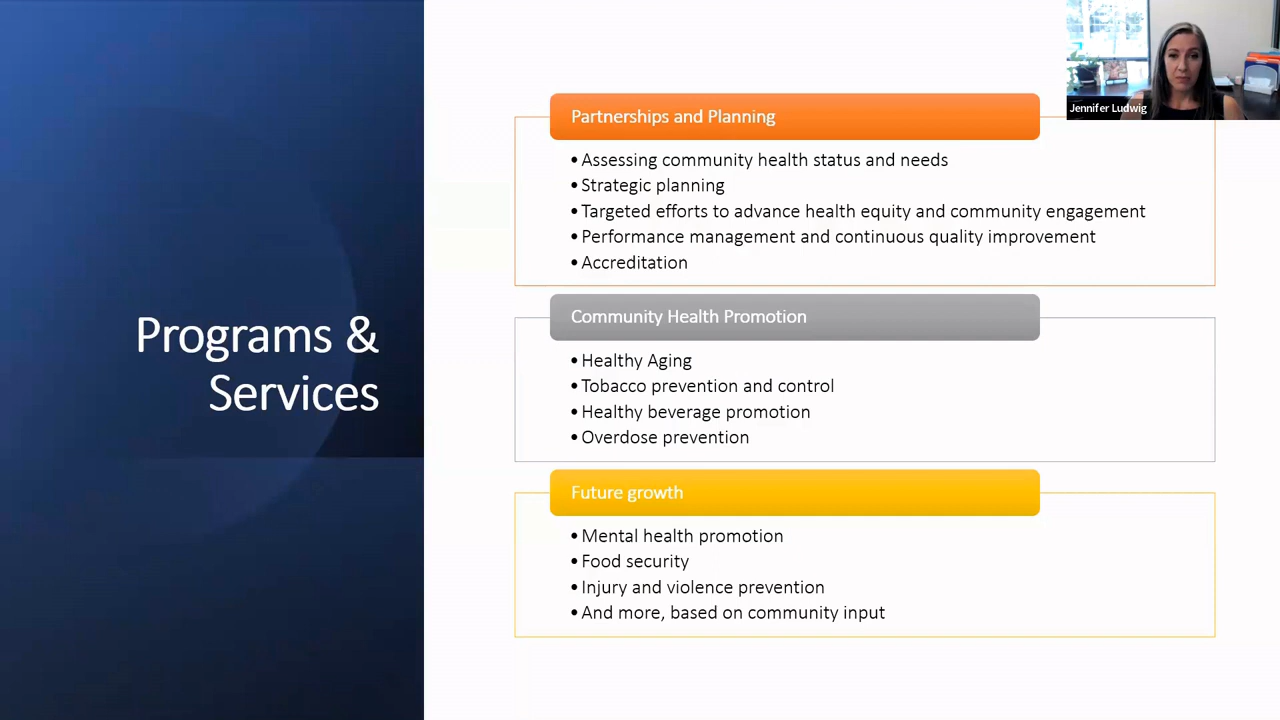 Programs &
Services
Partnerships and Planning
•Assessing community health status and needs
•Strategic planning
•Targeted efforts to advance health equity and community engagement
•Performance management and continuous quality improvement
•Accreditation
Community Health Promotion
•Healthy Aging
•Tobacco prevention and control
•Healthy beverage promotion
•Overdose prevention
Future growth
•Mental health promotion
•Food security
•Injury and violence prevention
•And more, based on community input
Jennifer Ludwig